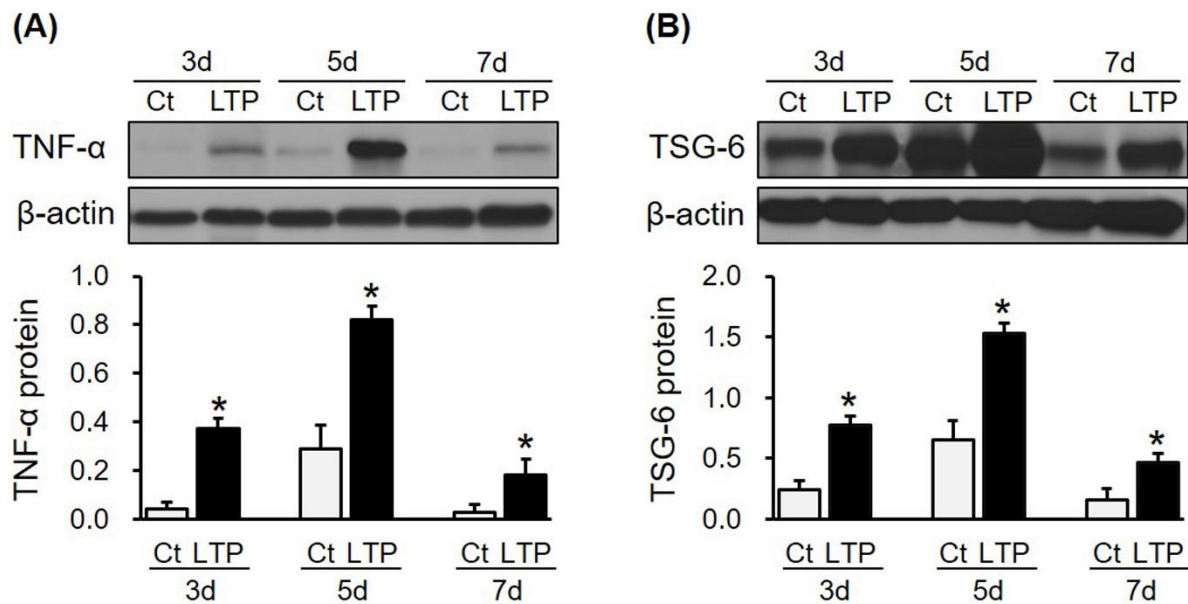 (A)
3d 5d 7d
Ct LTP Ct LTP Ct LTP
TNF-α
β-actin
1.0
0.8
0.6
0.4
0.2
0.0
TNF-α protein
* * *
Ct LTP Ct LTP Ct LTP
3d 5d 7d
(B)
3d 5d 7d
Ct LTP Ct LTP Ct LTP
TSG-6
β-actin
2.0
1.5
1.0
0.5
0.0
TSG-6 protein
* * *
Ct LTP Ct LTP Ct LTP
3d 5d 7d